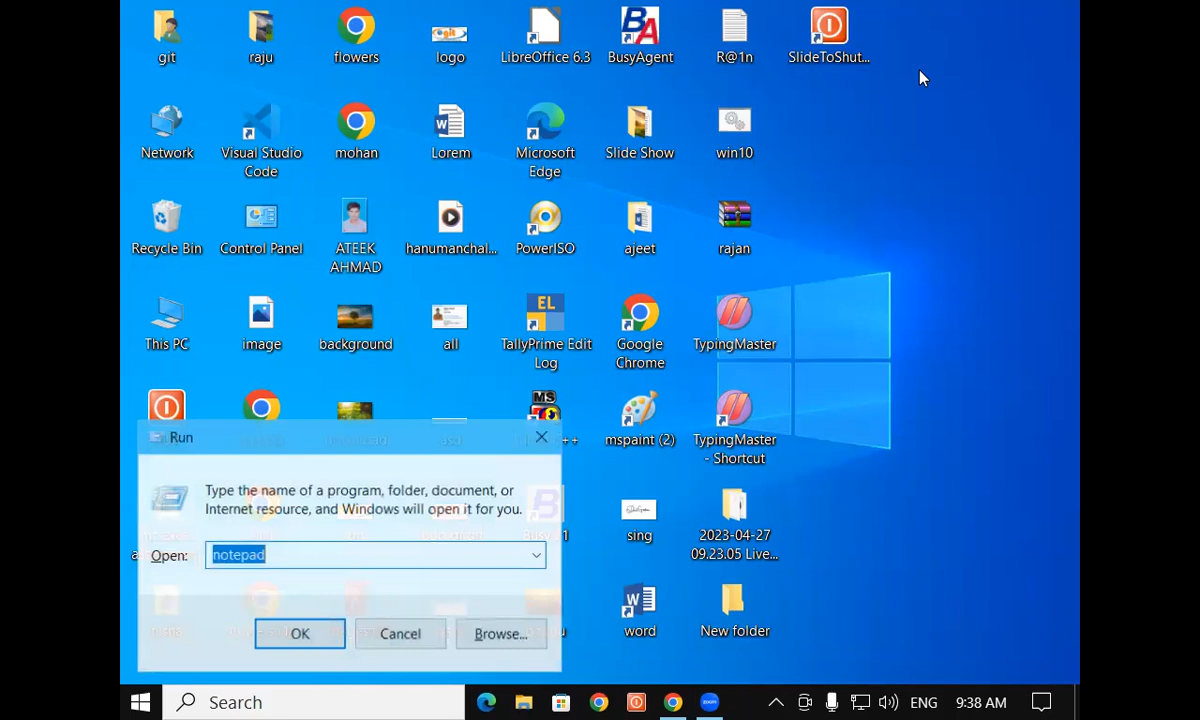 git
raju
flowers
logo
LibreOffice 6.3
BusyAgent
R@1n
SlideToShut...
Network
Visual Studio
Code
mohan
Lorem
Microsoft
Edge
Slide Show
win10
Recycle Bin
Control Panel
ATEEK
AHMAD
hanumanchal...
PowerISO
ajeet
rajan
This PC
image
background
all
TallyPrime Edit
Log
Google
Chrome
TypingMaster
mspaint (2)
TypingMaster
- Shortcut
Run
Type the name of a program, folder, document, or
Internet resource, and Windows will open it for you.
Open:
notepad
OK
Cancel
Browse...
sing
2023-04-27
09.23.05 Live...
word
New folder
Search
ENG
9:38 AM